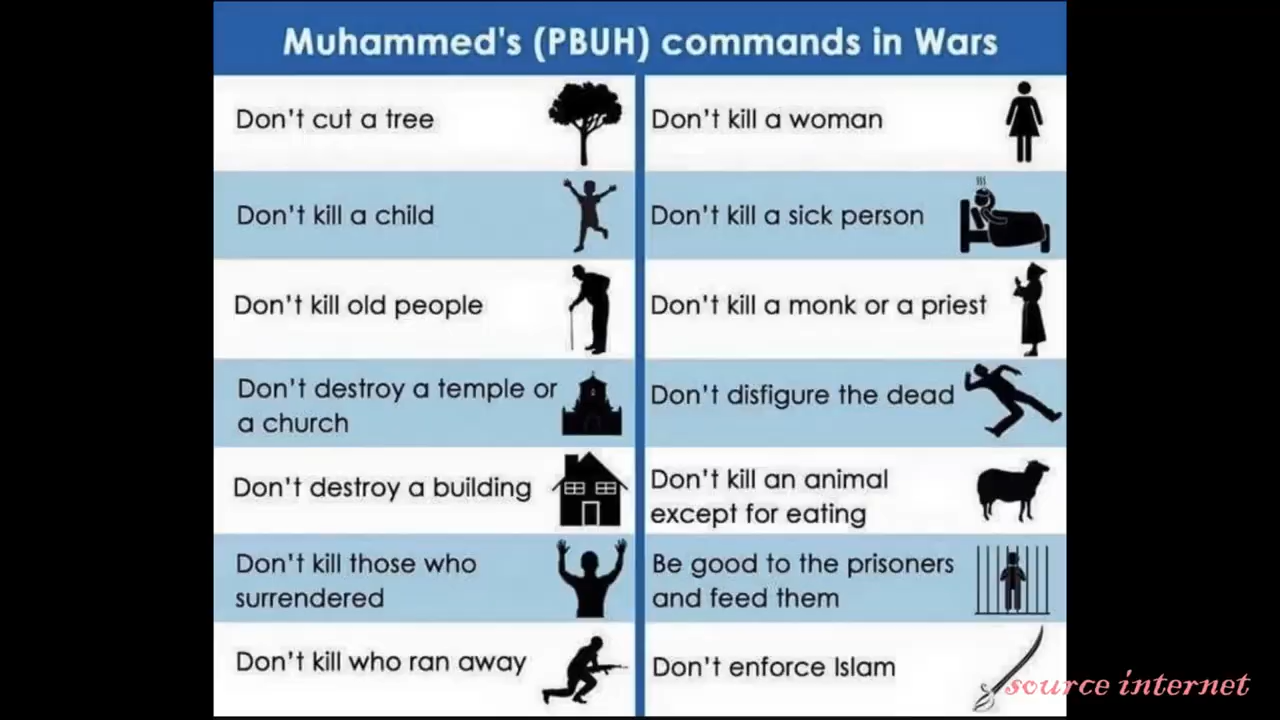 Muhammed's (PBUH) commands in Wars
Don't cut a tree
Don't kill a woman
Don't kill a child
Don't kill a sick person
Don't kill old people
Don't kill a monk or a priest
Don't destroy a temple or
a church
Don't disfigure the dead
Don't destroy a building
Don't kill an animal
except for eating
Don't kill those who
surrendered
Be good to the prisoners
and feed them
Don't kill who ran away
Don't enforce Islam
source internet